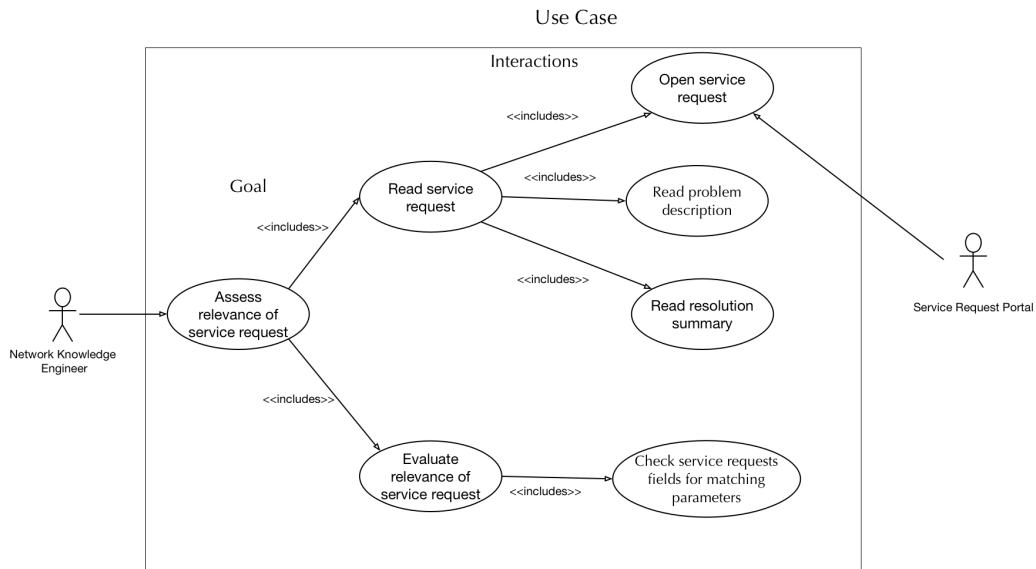 Use Case
Interactions
Open service
request
<<includes>>
Goal
Read service
request
<<includes>>
Read problem
description
<<includes>>
<<includes>>
Assess
relevance of
service request
Read resolution
summary
Service Request Portal
Network Knowledge
Engineer
<<includes>>
Evaluate
relevance of
service request
<<includes>>
Check service requests
fields for matching
parameters